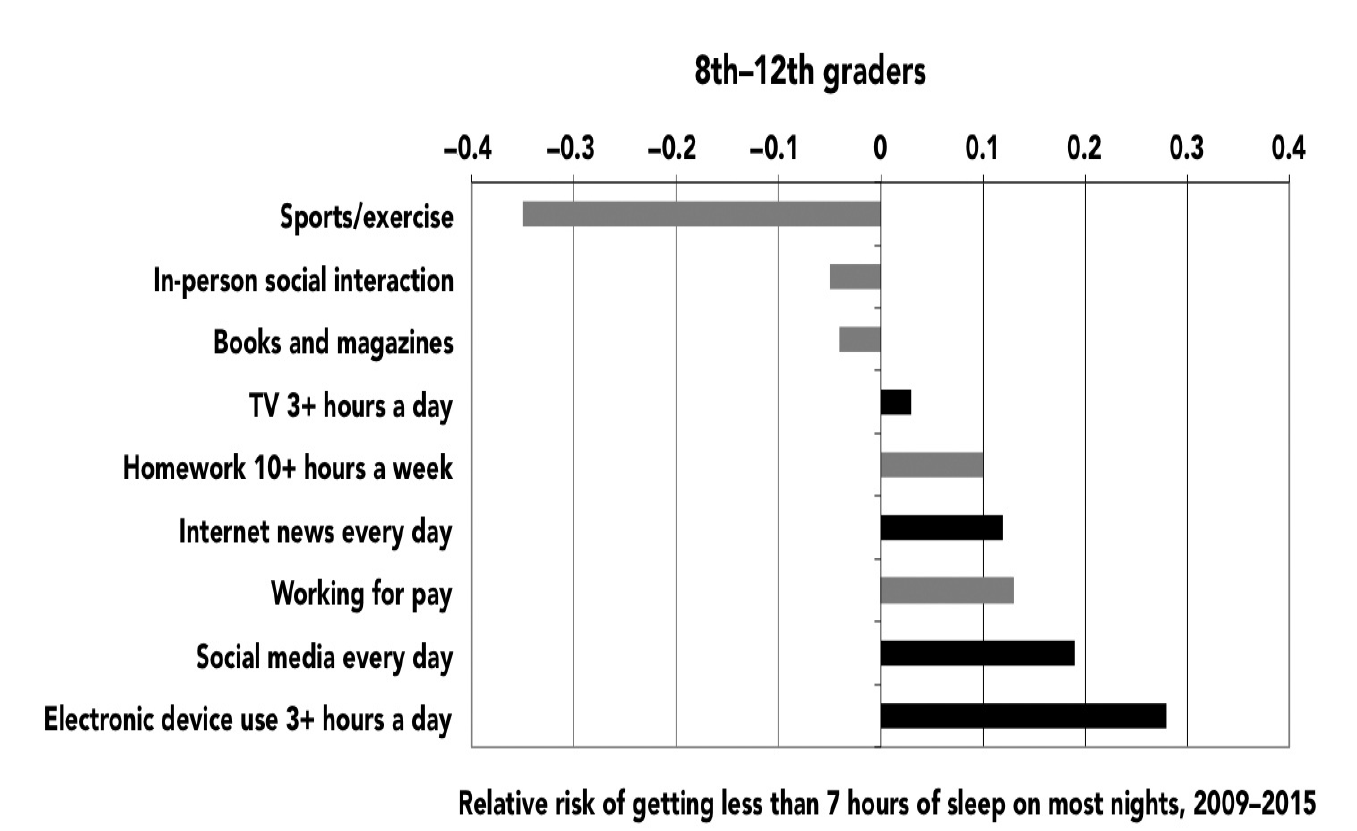 8th–12th graders
–0.4 –0.3 –0.2 –0.1 0 0.1 0.2 0.3 0.4
Sports/exercise
In-person social interaction
Books and magazines
TV 3+ hours a day
Homework 10+ hours a week
Internet news every day
Working for pay
Social media every day
Electronic device use 3+ hours a day
Relative risk of getting less than 7 hours of sleep on most nights, 2009–2015